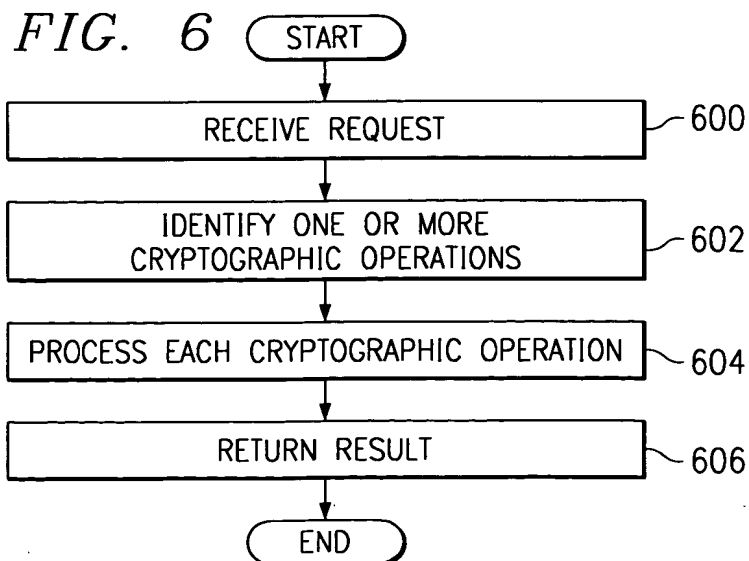 FIG. 6
START
RECEIVE REQUEST
600
IDENTIFY ONE OR MORE
CRYPTOGRAPHIC OPERATIONS
602
PROCESS EACH CRYPTOGRAPHIC OPERATION
604
RETURN RESULT
606
END